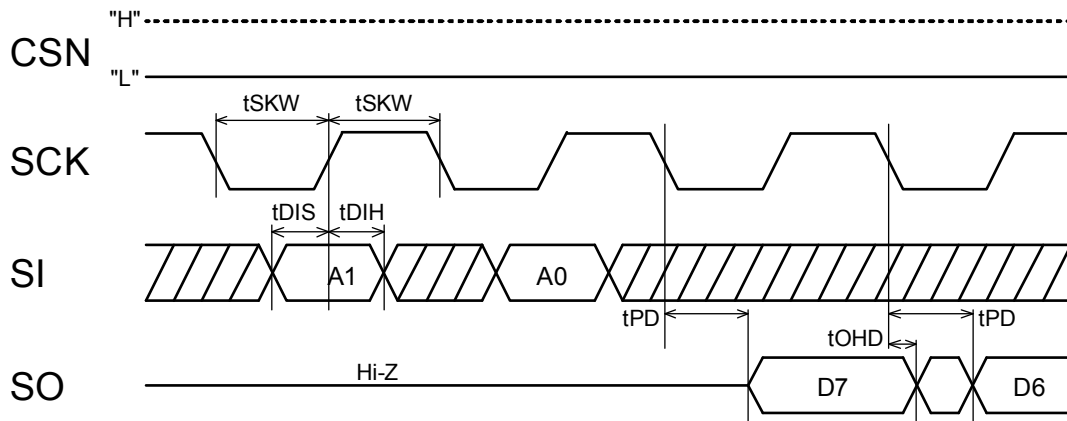 "H"
CSN
"L"
tSKW tSKW
SCK
tDIS tDIH
SI A1 A0
tPD tPD
tOHD
SO Hi-Z D7 D6